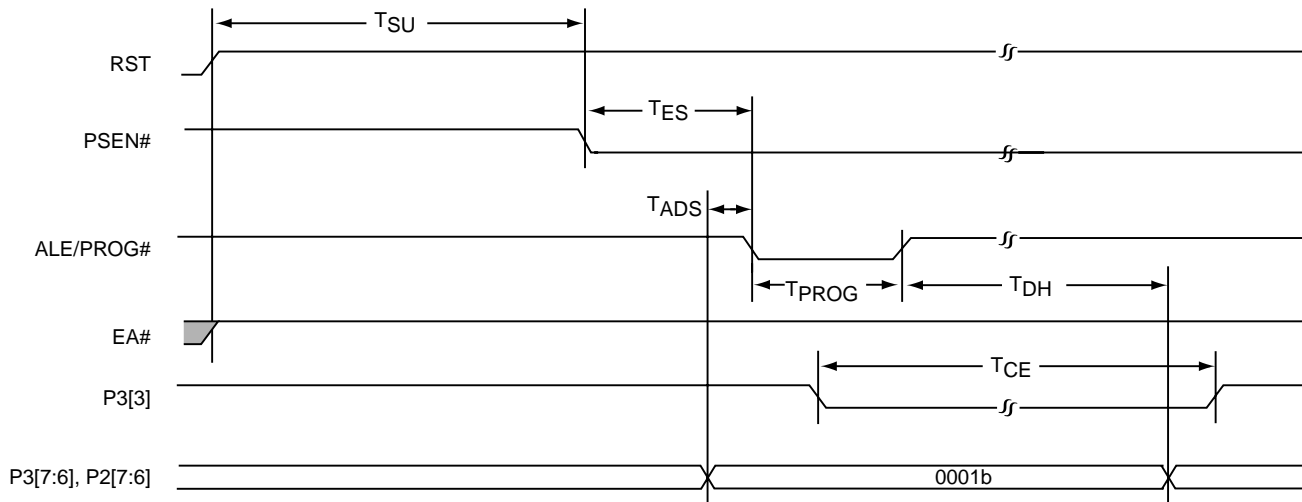 TSU
RST
TES
PSEN#
TADS
ALE/PROG#
TPROG
TDH
EA#
TCE
P3[3]
P3[7:6], P2[7:6]
0001b